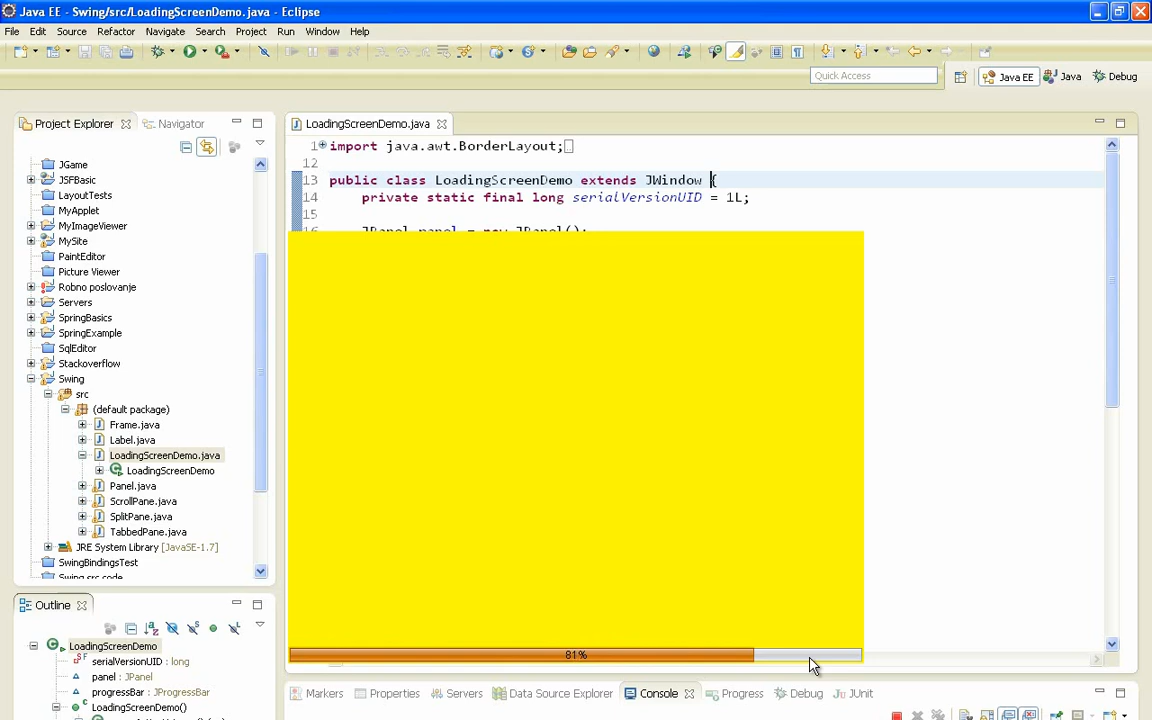 Java EE - Swing/src/LoadingScreenDemo.java - Eclipse
File Edit Source Refactor Navigate Search Project Run Window Help
Quick Access
Java EE
Java
Debug
Project Explorer
Navigator
JGame
JSFBasic
LayoutTests
MyApplet
MyImageViewer
MySite
PaintEditor
Picture Viewer
Robno poslovanje
Servers
SpringBasics
SpringExample
SqlEditor
Stackoverflow
Swing
src
(default package)
Frame.java
Label.java
LoadingScreenDemo.java
LoadingScreenDemo
Panel.java
ScrollPane.java
SplitPane.java
TabbedPane.java
JRE System Library [JavaSE-1.7]
SwingBindingsTest
Swing src code
Outline
LoadingScreenDemo
serialVersionUID : long
panel : JPanel
progressBar : JProgressBar
LoadingScreenDemo()
LoadingScreenDemo.java
1 import java.awt.BorderLayout;
12
13 public class LoadingScreenDemo extends JWindow {
14 private static final long serialVersionUID = 1L;
15
16 JPanel panel = new JPanel();
81%
Markers Properties Servers Data Source Explorer Console Progress Debug JUnit